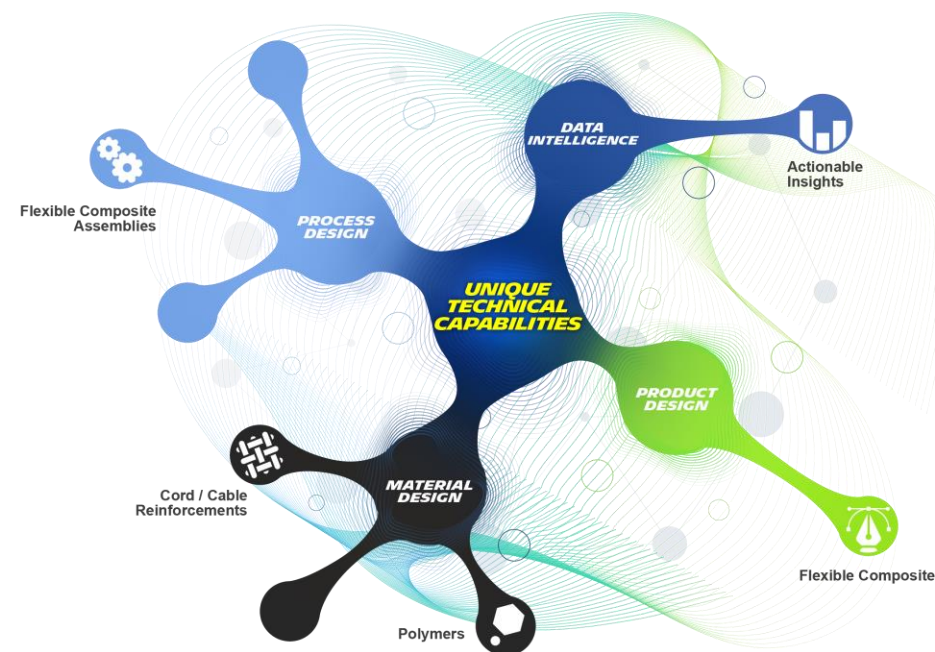 DATA
INTELLIGENCE
Actionable
Insights
Flexible Composite
Assemblies
PROCESS
DESIGN
UNIQUE
TECHNICAL
CAPABILITIES
PRODUCT
DESIGN
MATERIAL
DESIGN
Cord / Cable
Reinforcements
Flexible Composite
Polymers